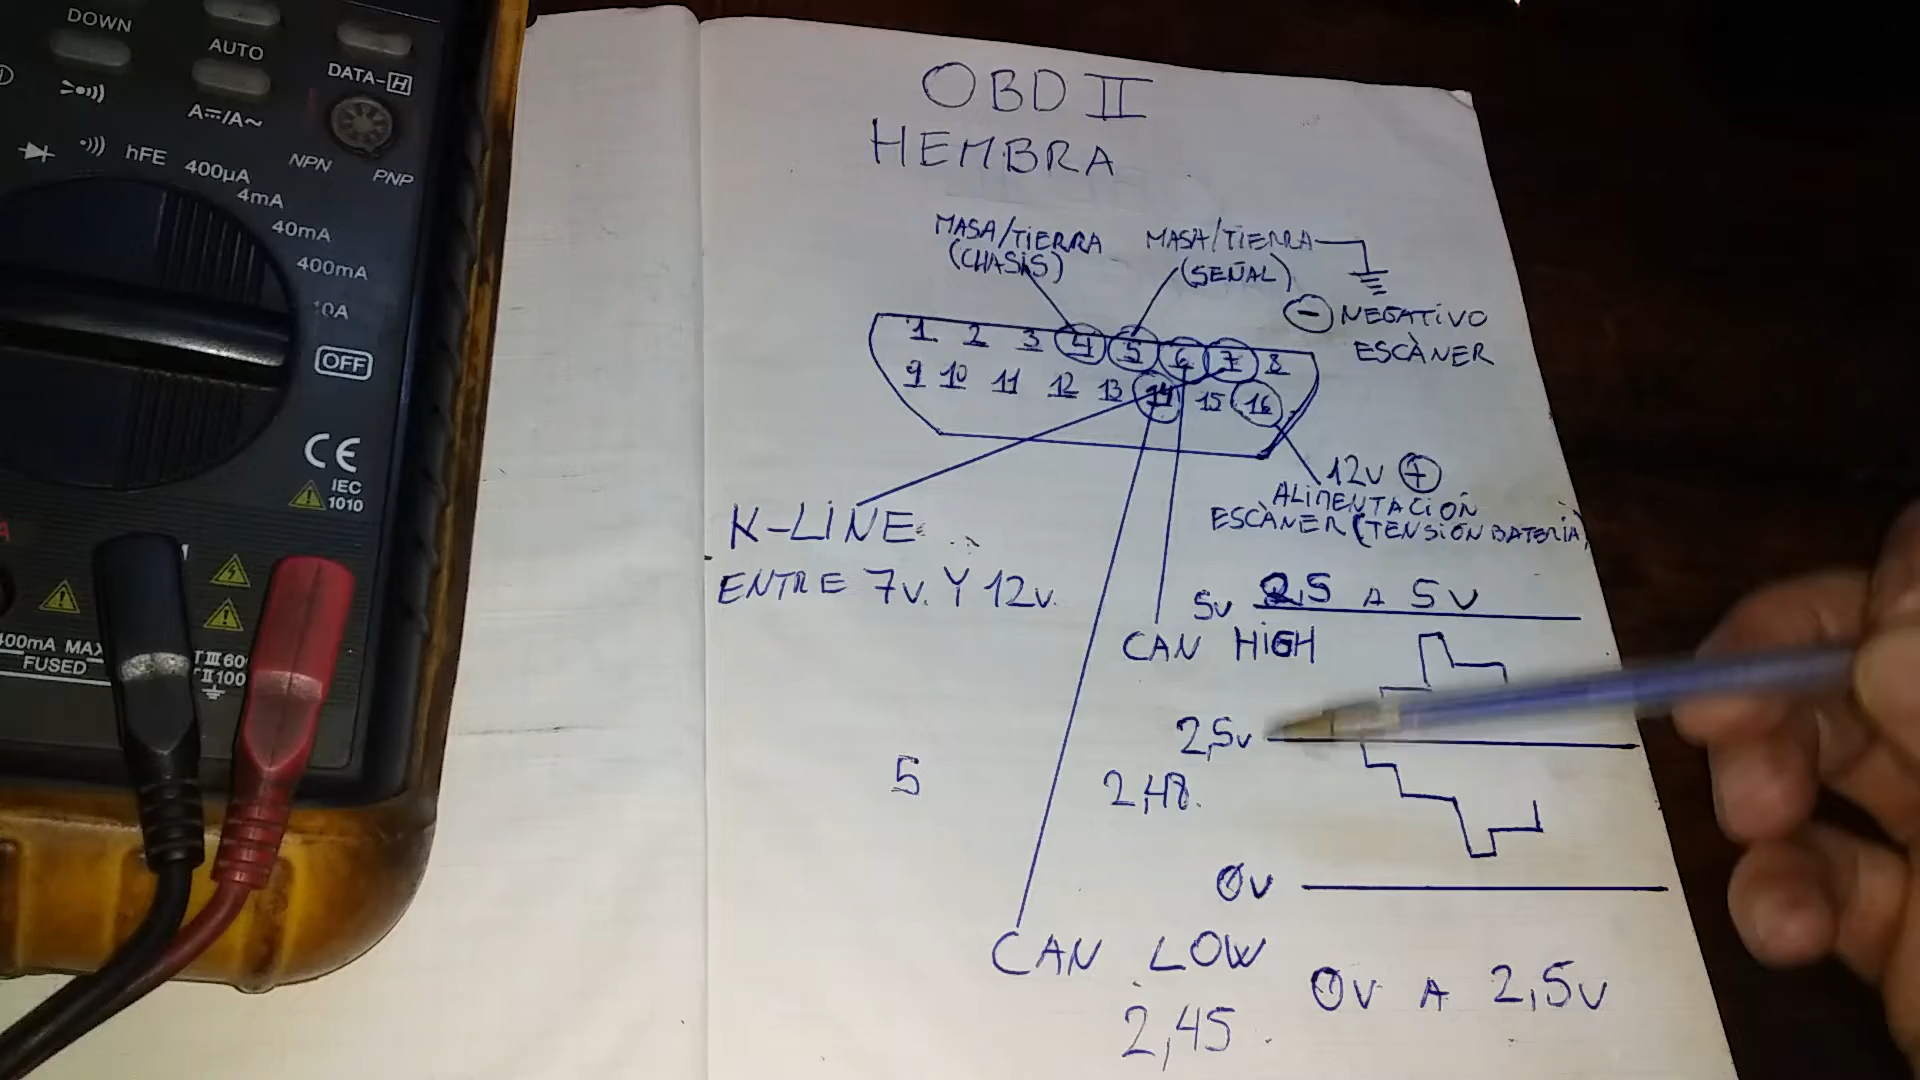 DOWN
AUTO
DATA-H
A⎓/A~
hFE
NPN
PNP
400µA
4mA
40mA
400mA
10A
OFF
CE
IEC
1010
400mA MAX
FUSED
OBD II
HEMBRA
MASA/TIERRA
(CHASIS)
MASA/TIERRA
(SEÑAL)
- NEGATIVO
ESCÀNER
1 2 3 4 5 6 7 8
9 10 11 12 13 14 15 16
12v +
ALIMENTACIÓN
ESCÀNER (TENSIÓN BATERÍA)
K-LINE
ENTRE 7v. Y 12v.
5v 2,5 A 5V
CAN HIGH
2,5v
2,48.
5
0v
CAN LOW
2,45
0v A 2,5v